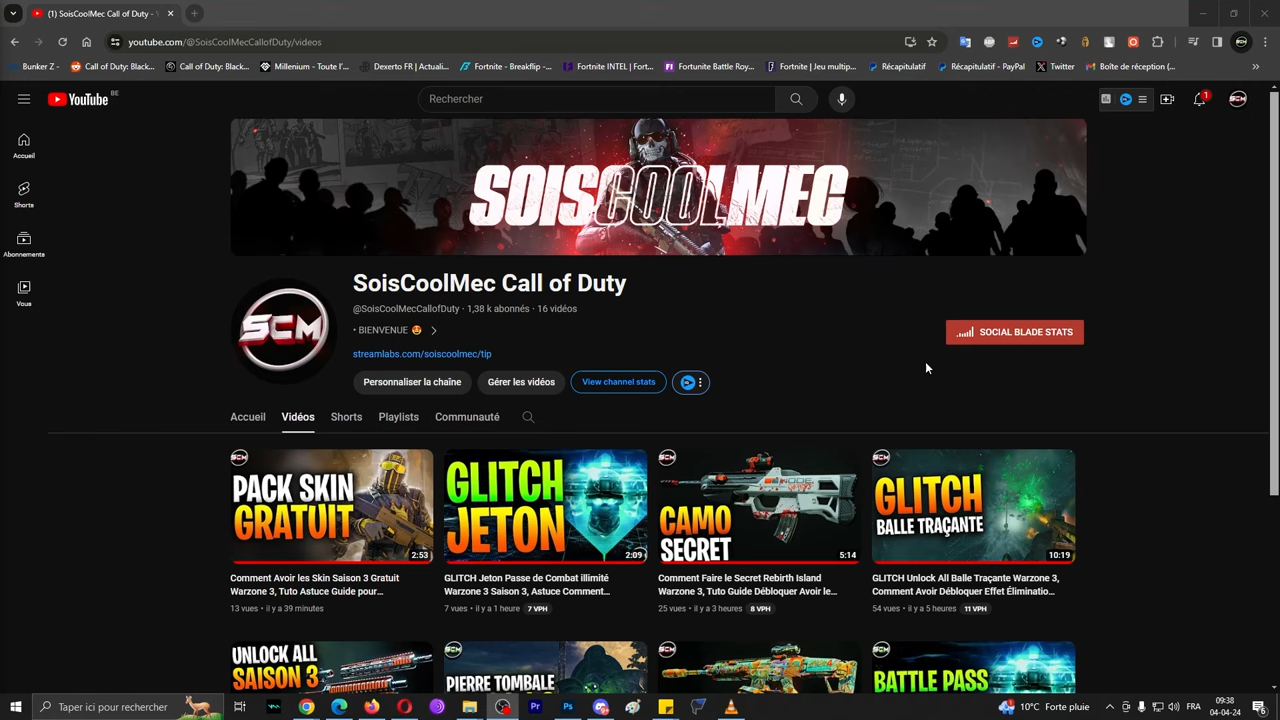 (1) SoisCoolMec Call of Duty -
youtube.com/@SoisCoolMecCallofDuty/videos
Bunker Z - Call of Duty: Black... Call of Duty: Black... Millenium - Toute l'... Dexerto FR | Actuali... Fortnite - Breakflip -... Fortnite INTEL | Fort... Fortunite Battle Roy... Fortnite | Jeu multip... Récapitulatif Récapitulatif - PayPal Twitter Boîte de réception (...
YouTube BE
Rechercher
1
SCM
Accueil
Shorts
Abonnements
Vous
SOISCOOLMEC
SCM
SoisCoolMec Call of Duty
@SoisCoolMecCallofDuty · 1,38 k abonnés · 16 vidéos
• BIENVENUE 🤩
SOCIAL BLADE STATS
streamlabs.com/soiscoolmec/tip
Personnaliser la chaîne Gérer les vidéos View channel stats
Accueil Vidéos Shorts Playlists Communauté
PACK SKIN
GRATUIT
2:53
GLITCH
JETON
2:09
CAMO
SECRET
5:14
GLITCH
BALLE TRAÇANTE
10:19
Comment Avoir les Skin Saison 3 Gratuit
Warzone 3, Tuto Astuce Guide pour...
13 vues • il y a 39 minutes
GLITCH Jeton Passe de Combat illimité
Warzone 3 Saison 3, Astuce Comment...
7 vues • il y a 1 heure 7 VPH
Comment Faire le Secret Rebirth Island
Warzone 3, Tuto Guide Débloquer Avoir le...
25 vues • il y a 3 heures 8 VPH
GLITCH Unlock All Balle Traçante Warzone 3,
Comment Avoir Débloquer Effet Éliminatio...
54 vues • il y a 5 heures 11 VPH
UNLOCK ALL
SAISON 3
PIERRE TOMBALE
BATTLE PASS
Taper ici pour rechercher
10°C Forte pluie
FRA
09:38
04-04-24
6